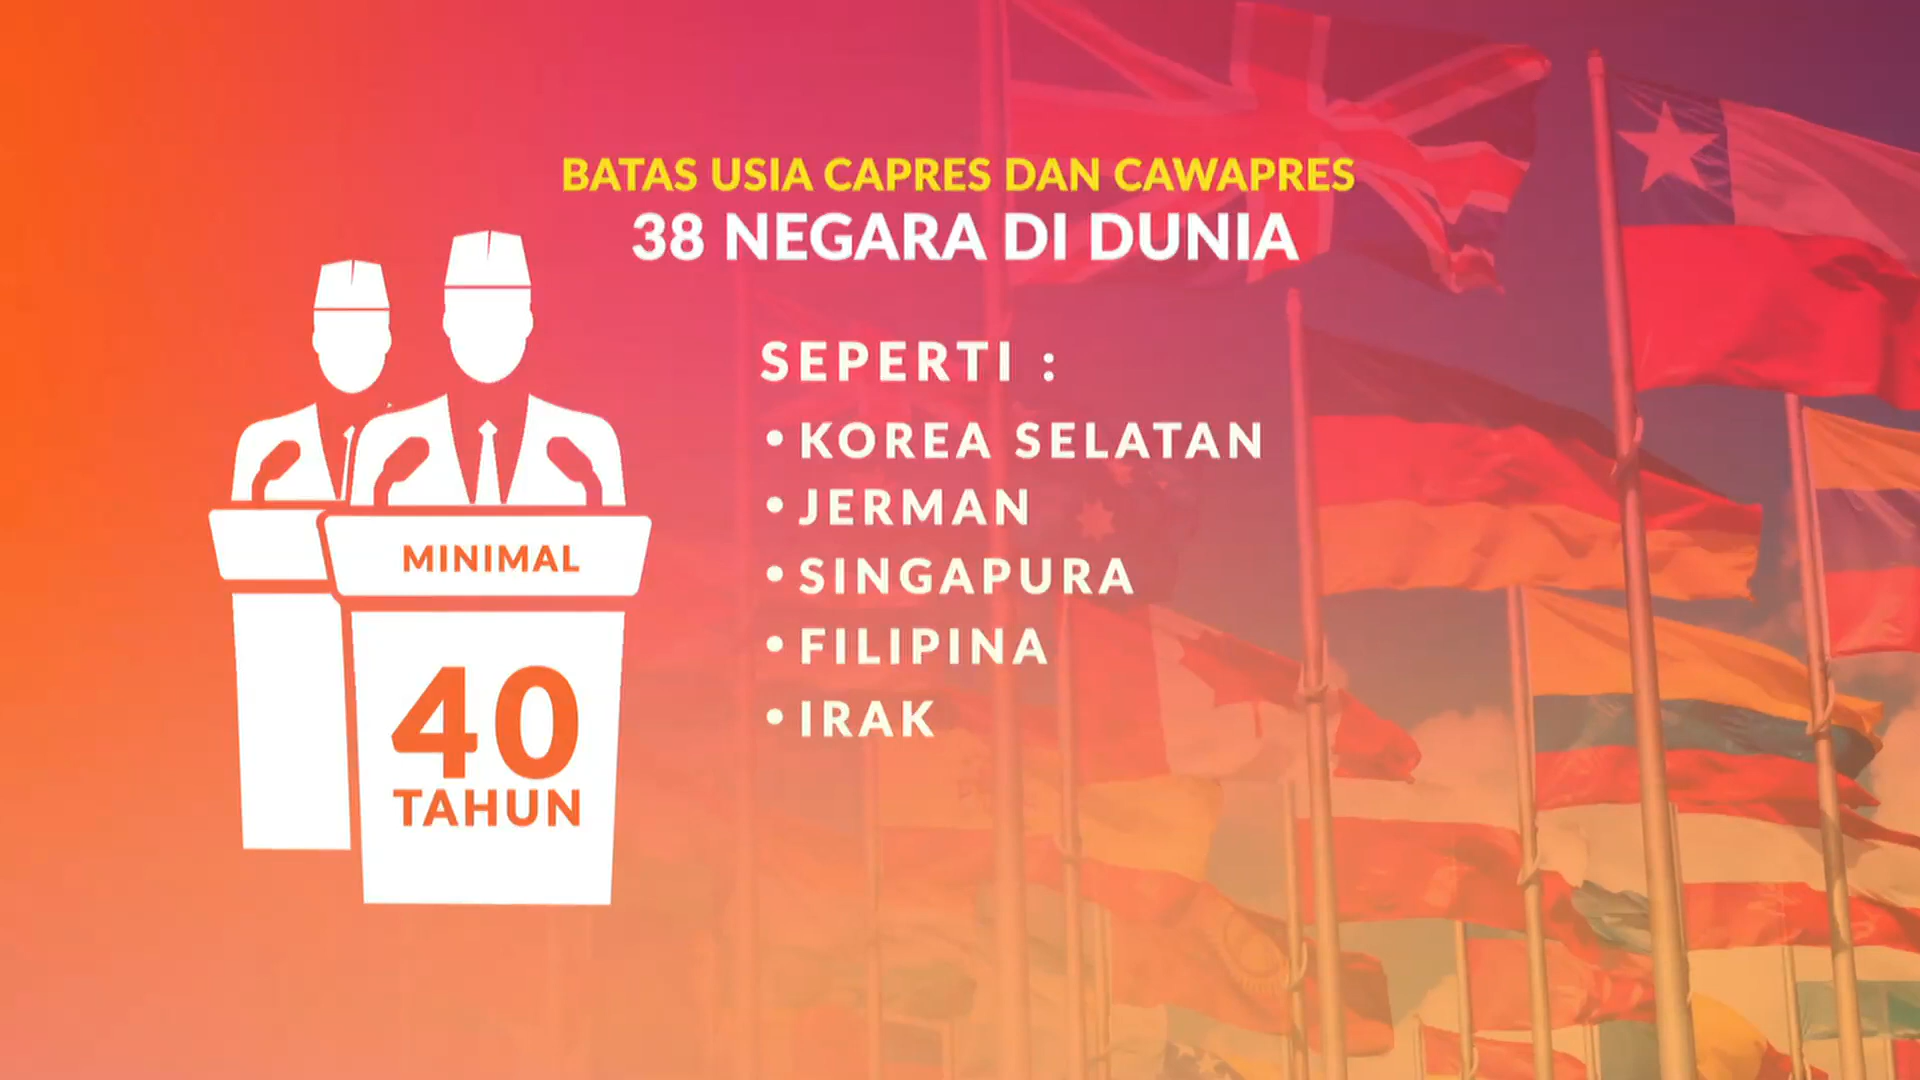 BATAS USIA CAPRES DAN CAWAPRES
38 NEGARA DI DUNIA
SEPERTI :
• KOREA SELATAN
• JERMAN
• SINGAPURA
• FILIPINA
• IRAK
MINIMAL
40
TAHUN